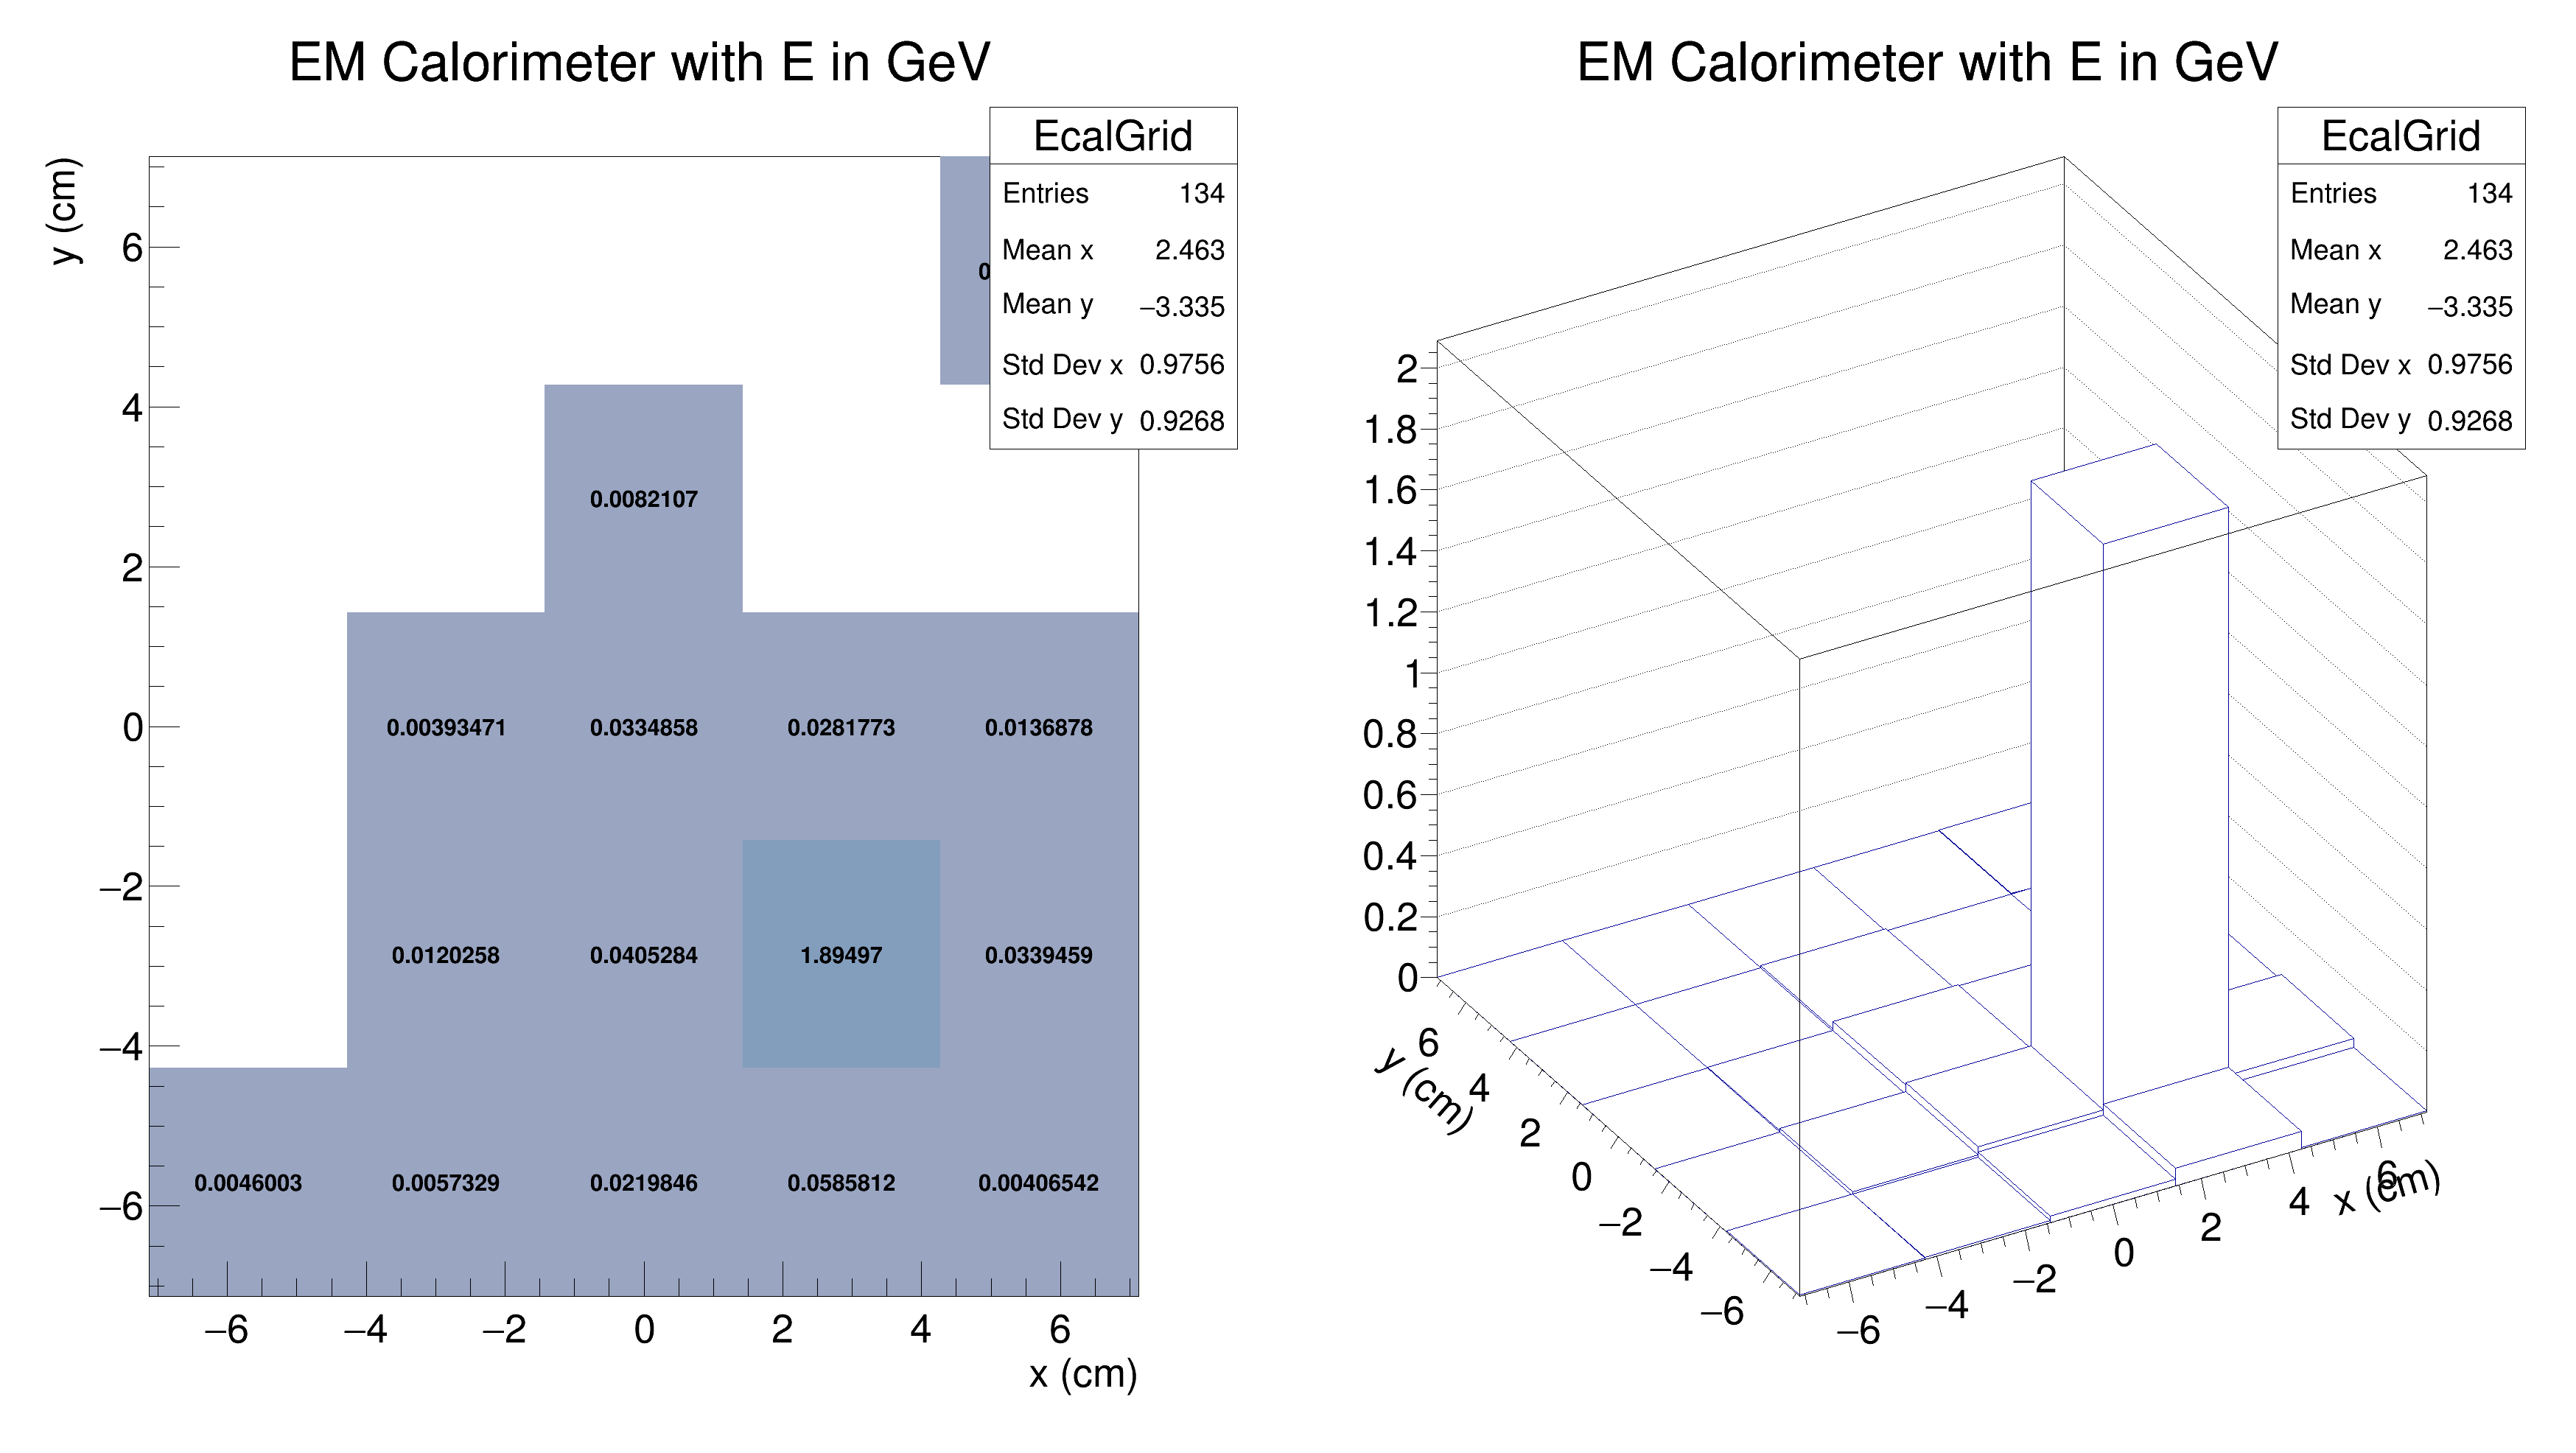 EM Calorimeter with E in GeV
EcalGrid
Entries 134
Mean x 2.463
Mean y −3.335
Std Dev x 0.9756
Std Dev y 0.9268
y (cm)
6
4
2
0
−2
−4
−6
0.0082107
0.00393471 0.0334858 0.0281773 0.0136878
0.0120258 0.0405284 1.89497 0.0339459
0.0046003 0.0057329 0.0219846 0.0585812 0.00406542
−6 −4 −2 0 2 4 6
x (cm)
EM Calorimeter with E in GeV
EcalGrid
Entries 134
Mean x 2.463
Mean y −3.335
Std Dev x 0.9756
Std Dev y 0.9268
2
1.8
1.6
1.4
1.2
1
0.8
0.6
0.4
0.2
0
6
4
2
0
−2
−4
−6
y (cm)
−6
−4
−2
0
2
4
6
x (cm)